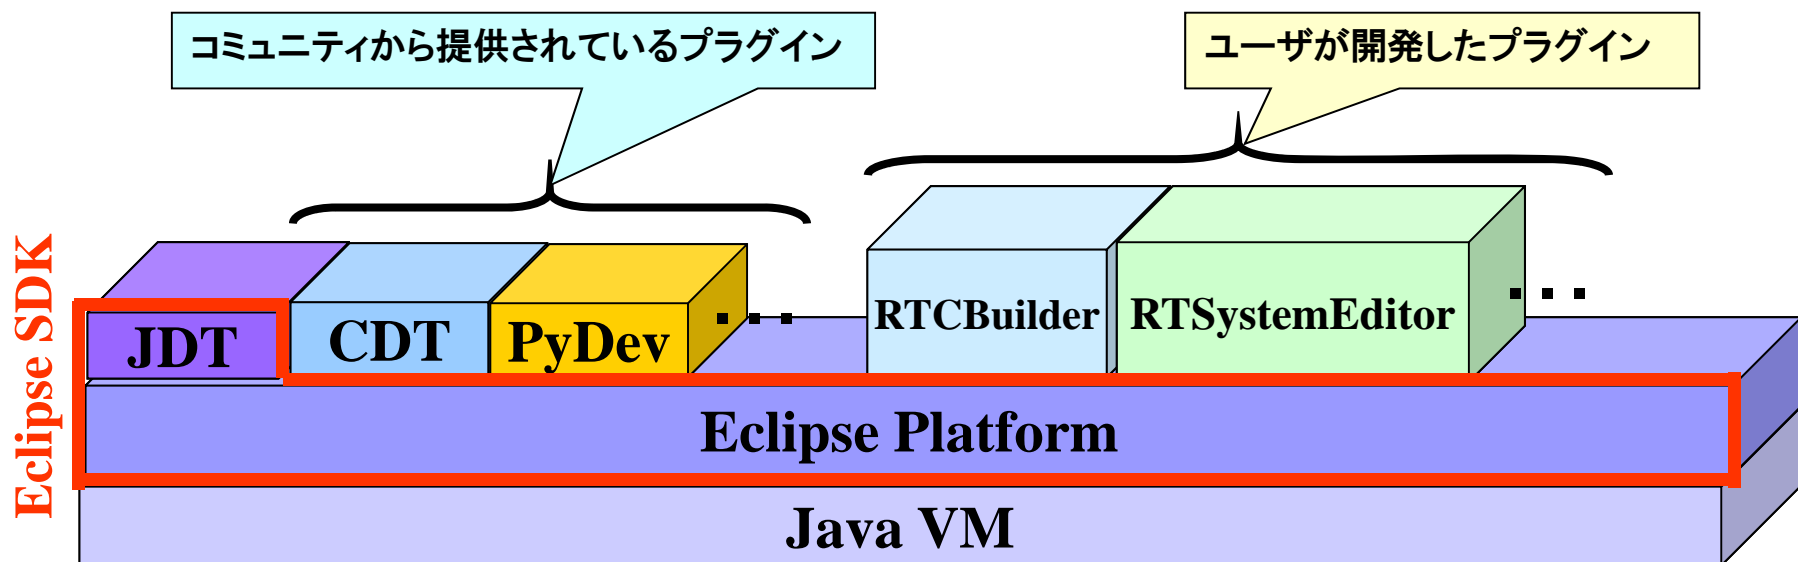 コミュニティから提供されているプラグイン
ユーザが開発したプラグイン
Eclipse SDK
JDT
CDT
PyDev
...
RTCBuilder
RTSystemEditor
...
Eclipse Platform
Java VM